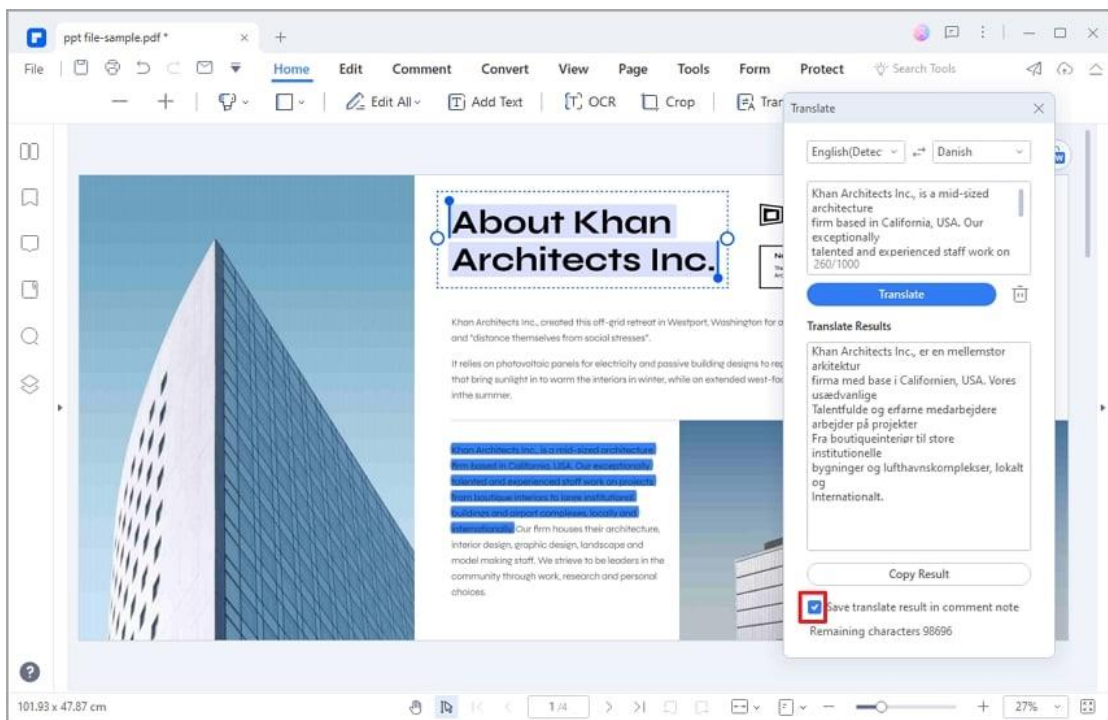 ppt file-sample.pdf *
File Home Edit Comment Convert View Page Tools Form Protect Search Tools
Edit All Add Text OCR Crop Tran
Translate
English(Detec Danish
Khan Architects Inc., is a mid-sized
architecture
firm based in California, USA. Our
exceptionally
talented and experienced staff work on
260/1000
Translate
Translate Results
Khan Architects Inc., er en mellemstor
arkitektur
firma med base i Californien, USA. Vores
usædvanlige
Talentfulde og erfarne medarbejdere
arbejder på projekter
Fra boutiqueinteriør til store
institutionelle
bygninger og lufthavnskomplekser, lokalt
og
Internationalt.
Copy Result
Save translate result in comment note
Remaining characters 98696
About Khan
Architects Inc.
Khan Architects Inc., created this off-grid retreat in Westport, Washington for a
and "distance themselves from social stresses".
It relies on photovoltaic panels for electricity and passive building designs to reg
that bring sunlight in to warm the interiors in winter, while an extended west-fac
inthe summer.
Khan Architects Inc., is a mid-sized architecture
firm based in California, USA. Our exceptionally
talented and experienced staff work on projects
from boutique interiors to large institutional
buildings and airport complexes, locally and
internationally. Our firm houses their architecture,
interior design, graphic design, landscape and
model making staff. We strieve to be leaders in the
community through work, research and personal
choices.
101.93 x 47.87 cm 1 /4 27%